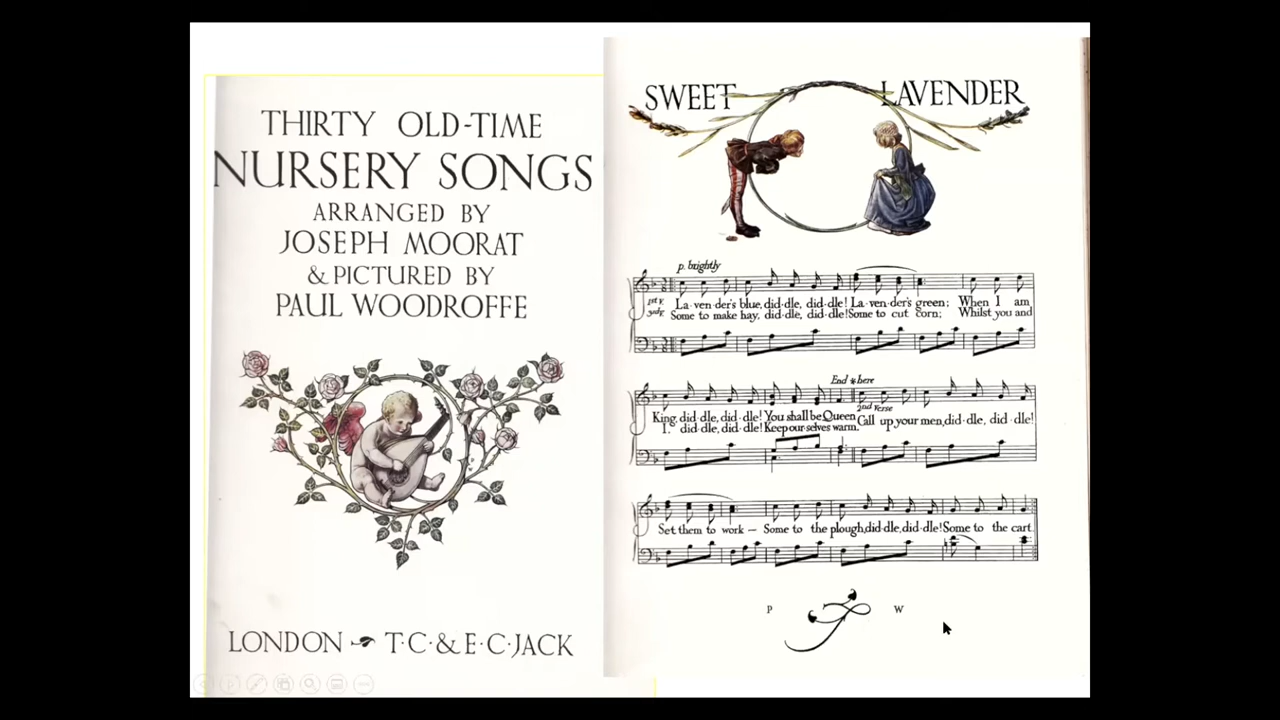 THIRTY OLD-TIME
NURSERY SONGS
ARRANGED BY
JOSEPH MOORAT
& PICTURED BY
PAUL WOODROFFE
LONDON T·C·& E·C·JACK
SWEET LAVENDER
p. brightly
1st v. La·ven·der's blue, did·dle, did·dle! La·ven·der's green; When I am
3rd v. Some to make hay, did·dle, did·dle! Some to cut corn; Whilst you and
End * here
King, did·dle, did·dle! You shall be Queen
I. did·dle, did·dle! Keep our·selves warm.
2nd Verse
Call up your men, did·dle, did·dle!
Set them to work — Some to the plough, did·dle, did·dle! Some to the cart
P W